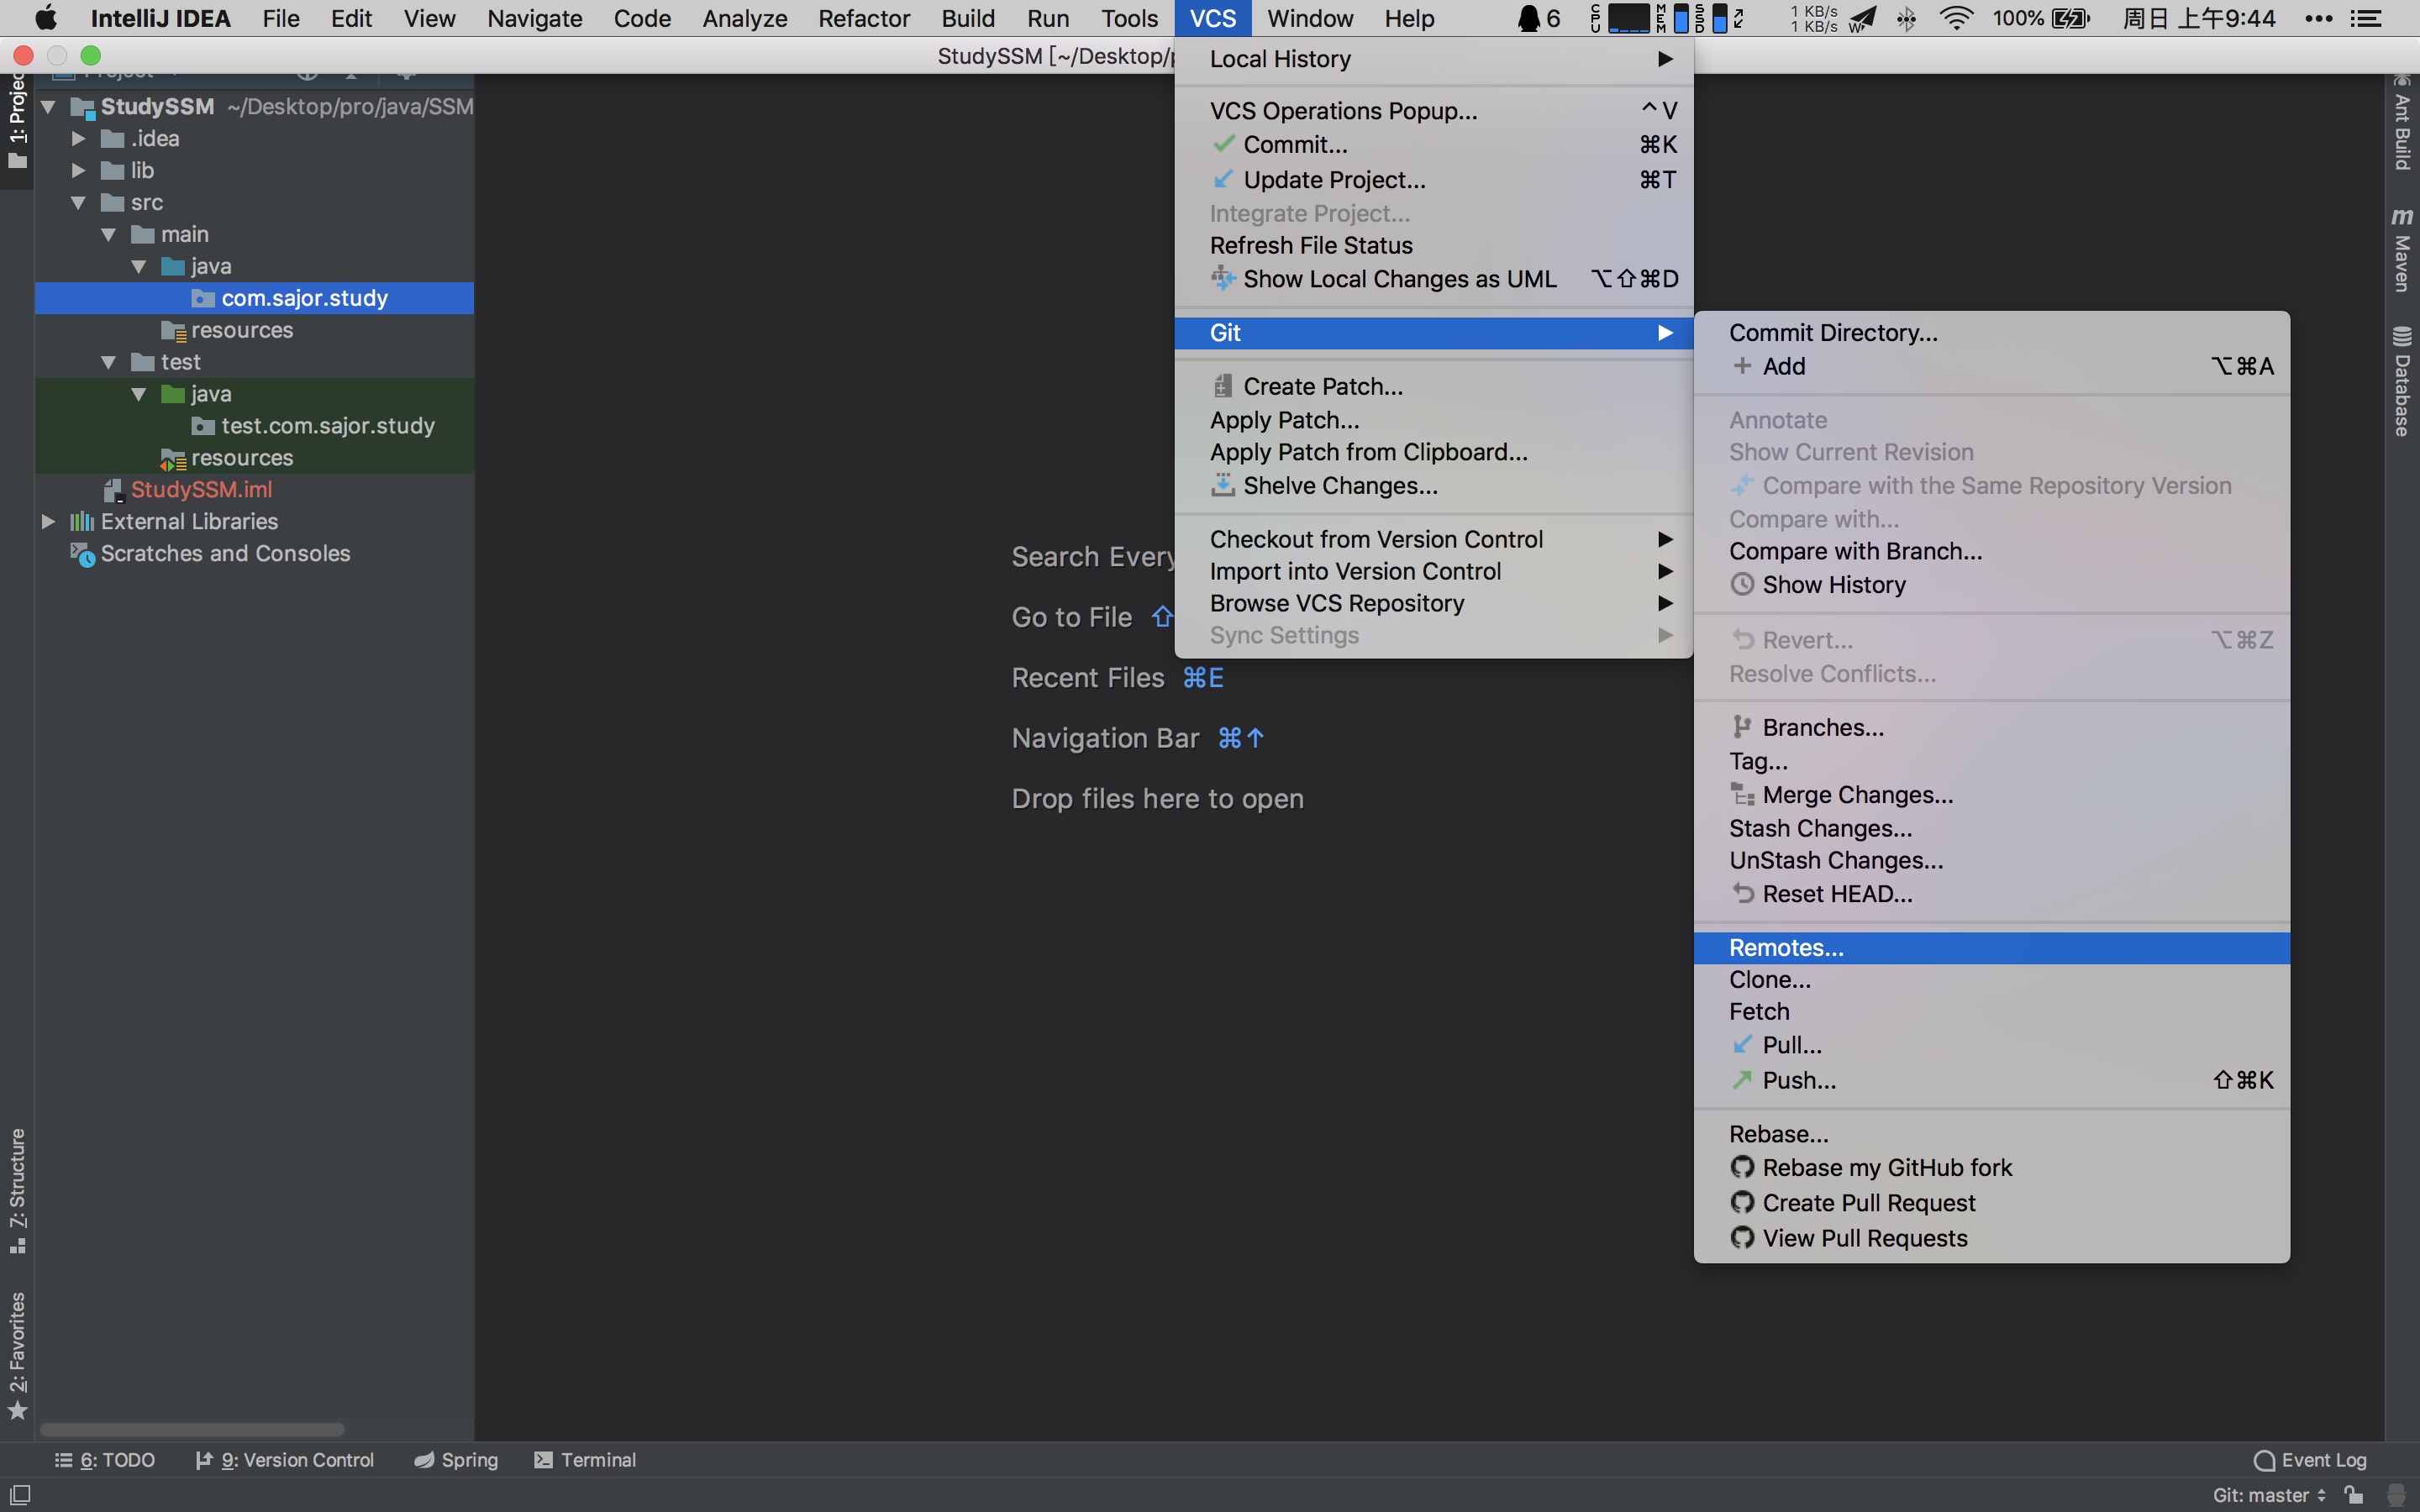 IntelliJ IDEA File Edit View Navigate Code Analyze Refactor Build Run Tools VCS Window Help 6 CPU MEM SSD 1 KB/s 1 KB/s W 100% 周日 上午9:44 •••
StudySSM [~/Desktop/
1: Project
StudySSM ~/Desktop/pro/java/SSM
.idea
lib
src
main
java
com.sajor.study
resources
test
java
test.com.sajor.study
resources
StudySSM.iml
External Libraries
Scratches and Consoles
7: Structure
2: Favorites
Search Every
Go to File ⇧
Recent Files ⌘E
Navigation Bar ⌘↑
Drop files here to open
Local History
VCS Operations Popup... ^V
Commit... ⌘K
Update Project... ⌘T
Integrate Project...
Refresh File Status
Show Local Changes as UML ⌥⇧⌘D
Git
Create Patch...
Apply Patch...
Apply Patch from Clipboard...
Shelve Changes...
Checkout from Version Control
Import into Version Control
Browse VCS Repository
Sync Settings
Commit Directory...
Add ⌥⌘A
Annotate
Show Current Revision
Compare with the Same Repository Version
Compare with...
Compare with Branch...
Show History
Revert... ⌥⌘Z
Resolve Conflicts...
Branches...
Tag...
Merge Changes...
Stash Changes...
UnStash Changes...
Reset HEAD...
Remotes...
Clone...
Fetch
Pull...
Push... ⇧⌘K
Rebase...
Rebase my GitHub fork
Create Pull Request
View Pull Requests
Ant Build
m Maven
Database
6: TODO 9: Version Control Spring Terminal Event Log
Git: master